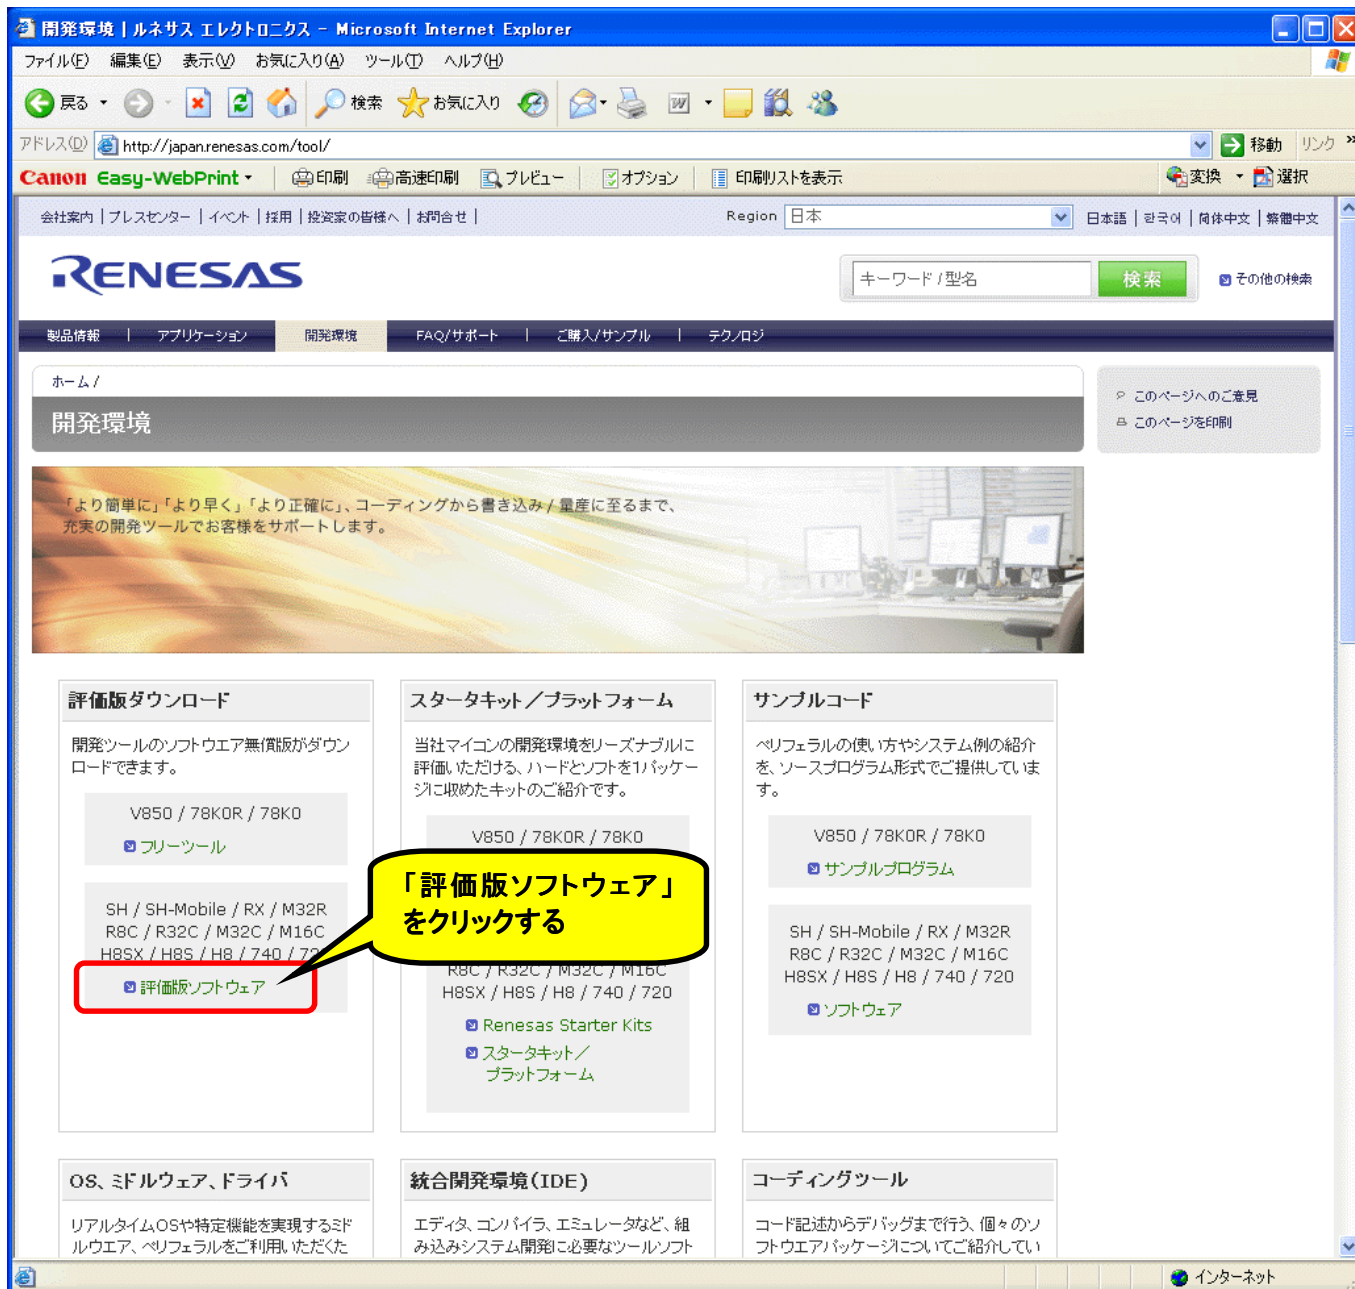 開発環境 | ルネサス エレクトロニクス - Microsoft Internet Explorer
ファイル(F) 編集(E) 表示(V) お気に入り(A) ツール(T) ヘルプ(H)
戻る 検索 お気に入り
アドレス(D) http://japan.renesas.com/tool/ 移動 リンク »
Canon Easy-WebPrint 印刷 高速印刷 プレビュー オプション 印刷リストを表示 変換 選択
会社案内 | プレスセンター | イベント | 採用 | 投資家の皆様へ | お問合せ | Region 日本 日本語 | 한국어 | 简体中文 | 繁體中文
RENESAS
キーワード / 型名 検索 その他の検索
製品情報 | アプリケーション 開発環境 FAQ/サポート | ご購入/サンプル | テクノロジ
ホーム /
開発環境
このページへのご意見
このページを印刷
「より簡単に」「より早く」「より正確に」、コーディングから書き込み / 量産に至るまで、
充実の開発ツールでお客様をサポートします。
評価版ダウンロード
開発ツールのソフトウエア無償版がダウン
ロードできます。
V850 / 78K0R / 78K0
フリーツール
SH / SH-Mobile / RX / M32R
R8C / R32C / M32C / M16C
H8SX / H8S / H8 / 740 / 72
評価版ソフトウェア
スタータキット／プラットフォーム
当社マイコンの開発環境をリーズナブルに
評価いただける、ハードとソフトを1パッケー
ジに収めたキットのご紹介です。
V850 / 78K0R / 78K0
「評価版ソフトウェア」
をクリックする
R8C / R32C / M32C / M16C
H8SX / H8S / H8 / 740 / 720
Renesas Starter Kits
スタータキット／
プラットフォーム
サンプルコード
ペリフェラルの使い方やシステム例の紹介
を、ソースプログラム形式でご提供していま
す。
V850 / 78K0R / 78K0
サンプルプログラム
SH / SH-Mobile / RX / M32R
R8C / R32C / M32C / M16C
H8SX / H8S / H8 / 740 / 720
ソフトウェア
OS、ミドルウェア、ドライバ
リアルタイムOSや特定機能を実現するミド
ルウエア、ペリフェラルをご利用いただくた
統合開発環境(IDE)
エディタ、コンパイラ、エミュレータなど、組
み込みシステム開発に必要なツールソフト
コーディングツール
コード記述からデバッグまで行う、個々のソ
フトウエアパッケージについてご紹介してい
インターネット